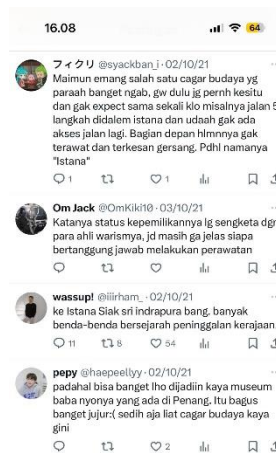 16.08
64
フィクリ @syackban_i · 02/10/21
Maimun emang salah satu cagar budaya yg
paraah banget ngab, gw dulu jg pernh kesitu
dan gak expect sama sekali klo misalnya jalan 5
langkah didalem istana dan udaah gak ada
akses jalan lagi. Bagian depan hlmnnya gak
terawat dan terkesan gersang. Pdhl namanya
"Istana"
1 1
Om Jack @OmKiki10 · 03/10/21
Katanya status kepemilikannya lg sengketa dgr
para ahli warisnya, jd masih ga jelas siapa
bertanggung jawab melakukan perawatan
wassup! @iiirham_ · 02/10/21
ke Istana Siak sri indrapura bang. banyak
benda-benda bersejarah peninggalan kerajaan
11 8 54
pepy @haepeellyy · 02/10/21
padahal bisa banget lho dijadiin kaya museum
baba nyonya yang ada di Penang. Itu bagus
banget jujur:( sedih aja liat cagar budaya kaya
gini
2